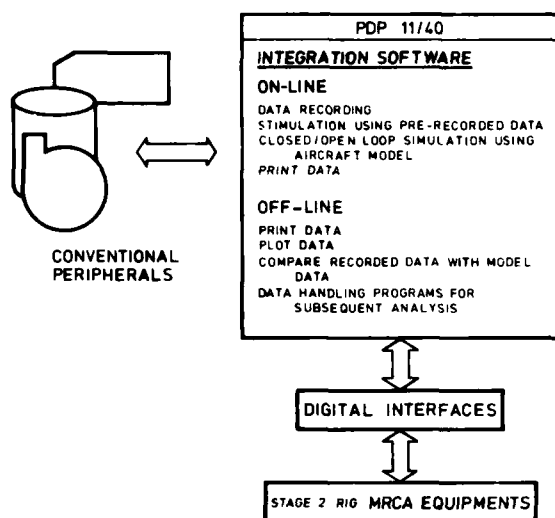 PDP 11/40
INTEGRATION SOFTWARE
ON-LINE
DATA RECORDING
STIMULATION USING PRE-RECORDED DATA
CLOSED/OPEN LOOP SIMULATION USING
AIRCRAFT MODEL
PRINT DATA
OFF-LINE
PRINT DATA
PLOT DATA
COMPARE RECORDED DATA WITH MODEL
DATA
DATA HANDLING PROGRAMS FOR
SUBSEQUENT ANALYSIS
CONVENTIONAL
PERIPHERALS
DIGITAL INTERFACES
STAGE 2 RIG MRCA EQUIPMENTS